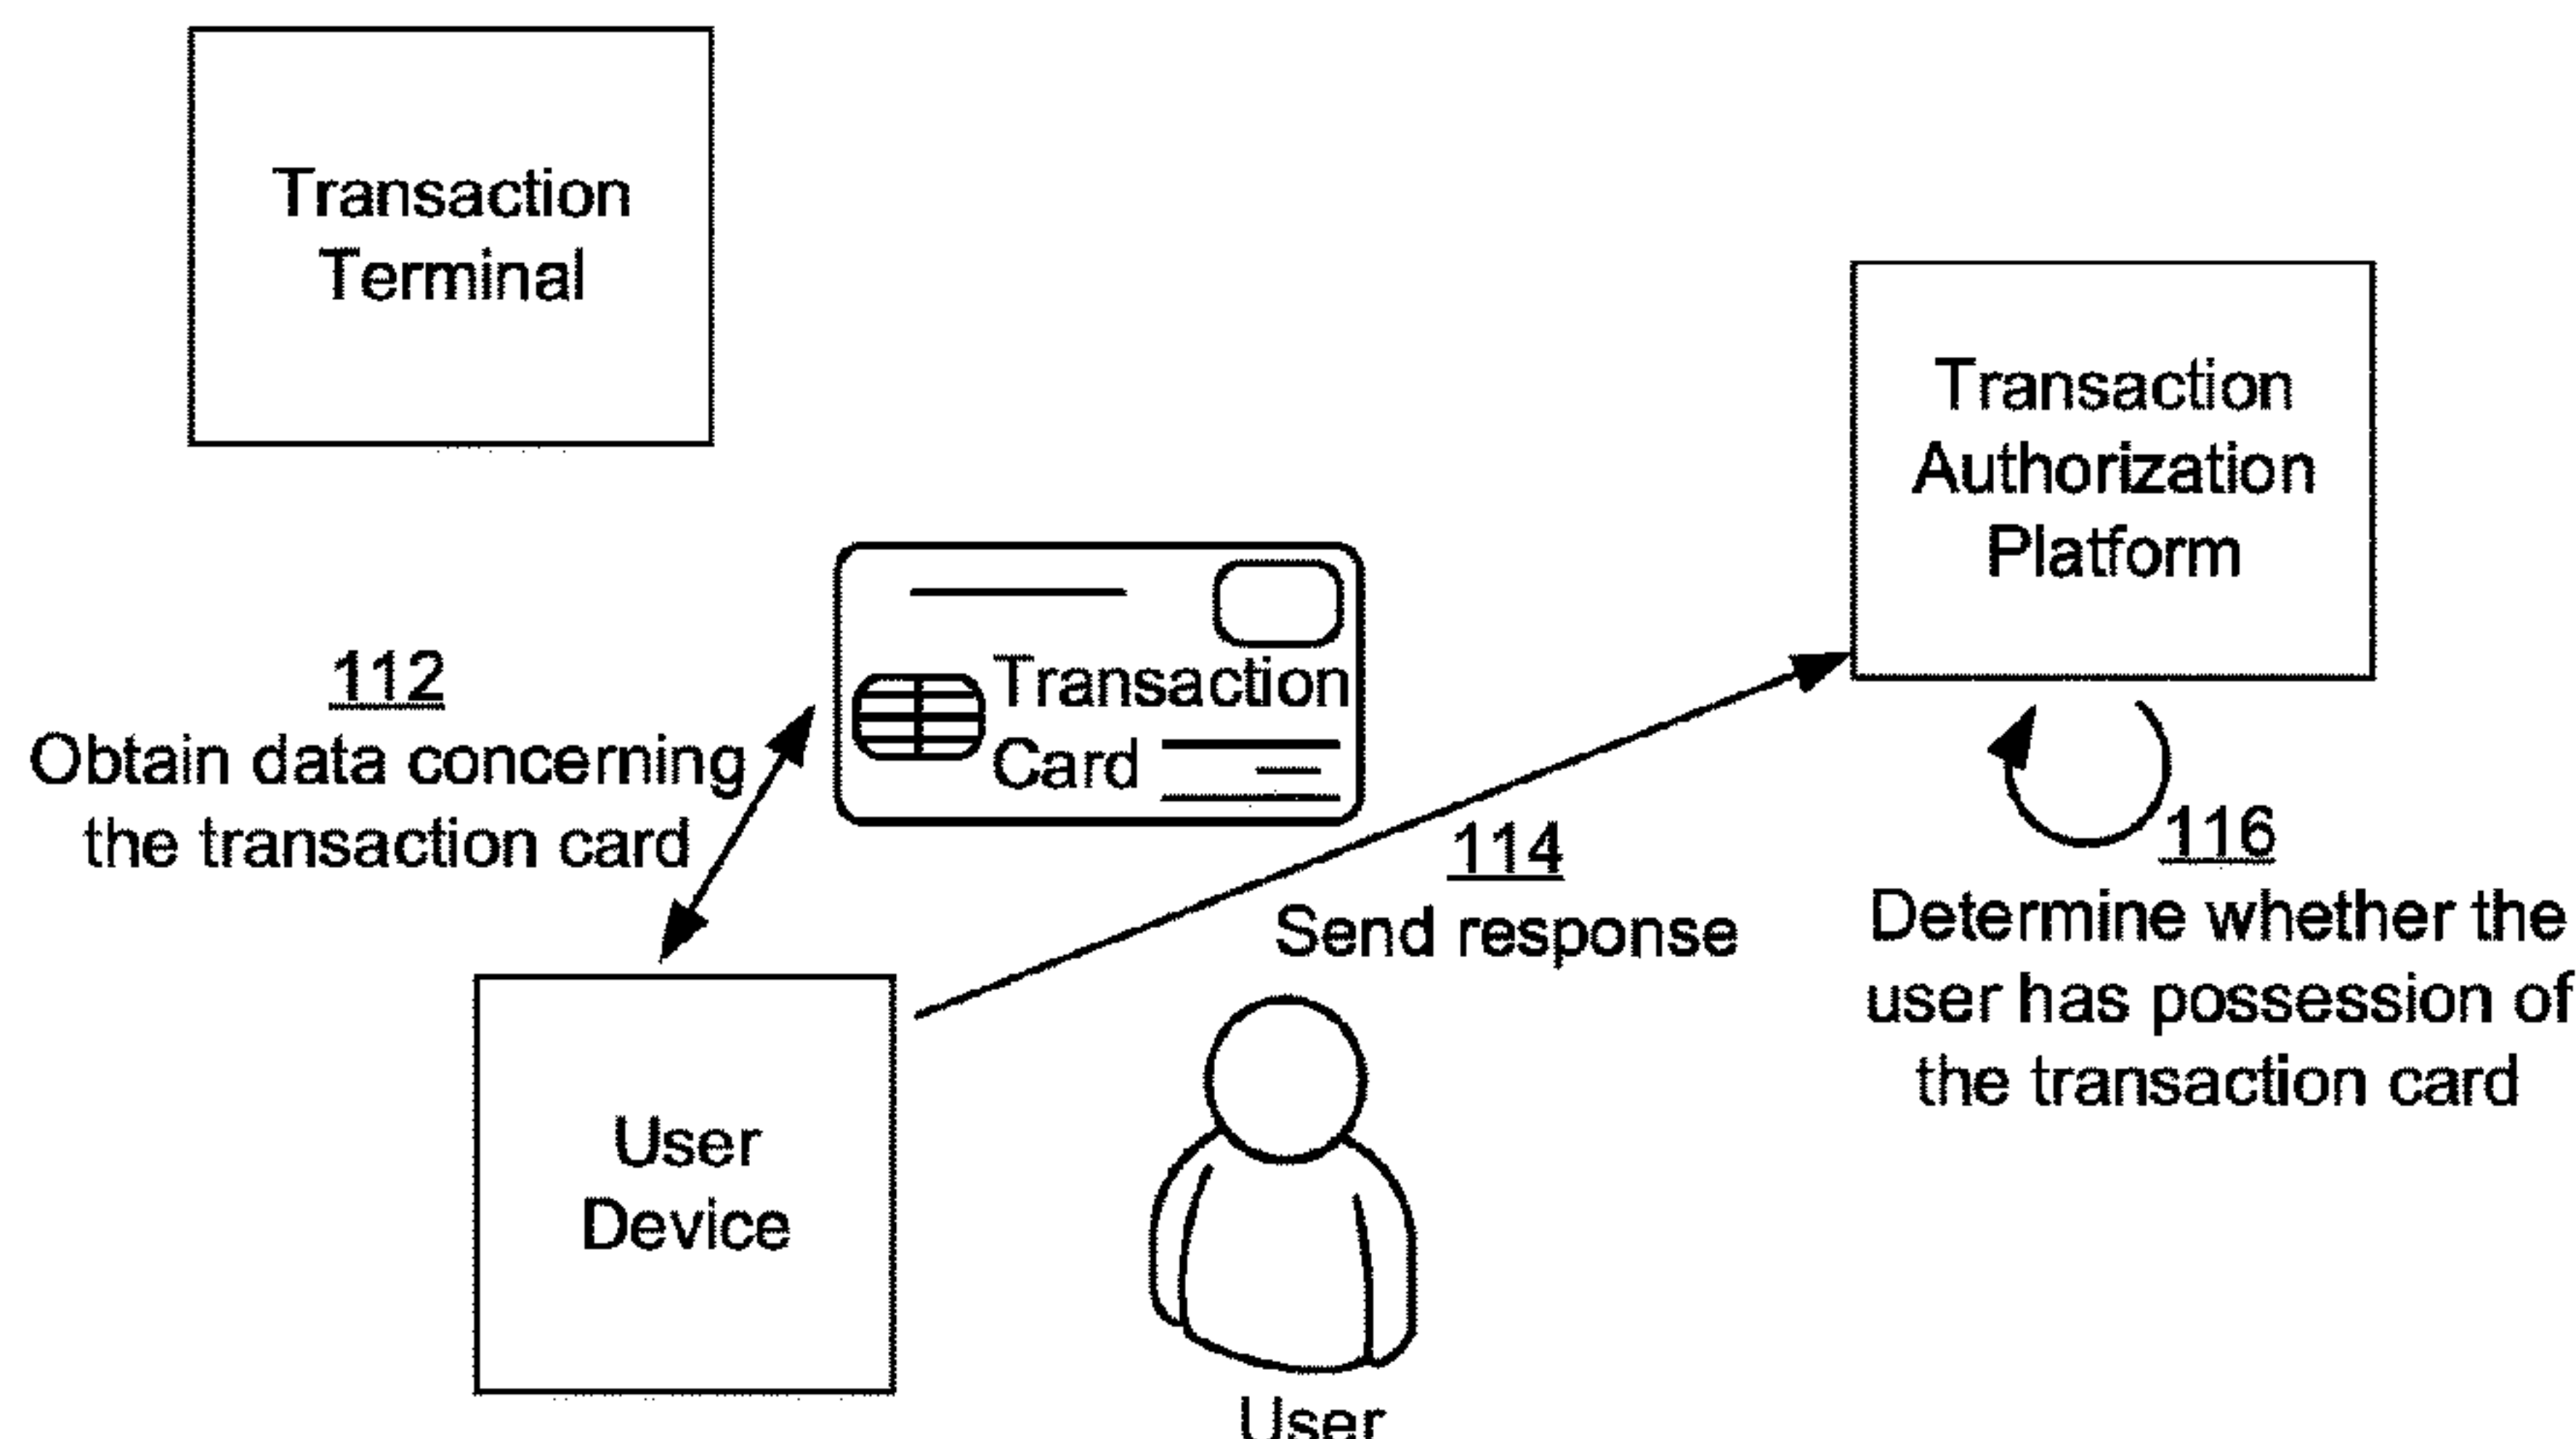 Transaction
Terminal
Transaction
Authorization
Platform
Transaction
Card
112
Obtain data concerning
the transaction card
114
Send response
116
Determine whether the
user has possession of
the transaction card
User
Device
User